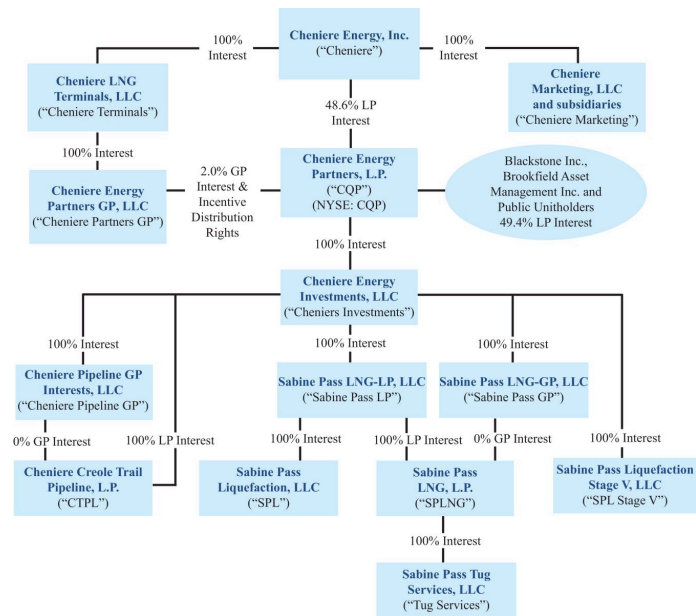 Cheniere Energy, Inc.
(“Cheniere”)
100%
Interest
100%
Interest
Cheniere LNG
Terminals, LLC
(“Cheniere Terminals”)
Cheniere
Marketing, LLC
and subsidiaries
(“Cheniere Marketing”)
48.6% LP
Interest
100% Interest
Cheniere Energy
Partners GP, LLC
(“Cheniere Partners GP”)
2.0% GP
Interest &
Incentive
Distribution
Rights
Cheniere Energy
Partners, L.P.
(“CQP”)
(NYSE: CQP)
Blackstone Inc.,
Brookfield Asset
Management Inc. and
Public Unitholders
49.4% LP Interest
100% Interest
Cheniere Energy
Investments, LLC
(“Cheniers Investments”)
100% Interest
100% Interest
100% Interest
Cheniere Pipeline GP
Interests, LLC
(“Cheniere Pipeline GP”)
Sabine Pass LNG-LP, LLC
(“Sabine Pass LP”)
Sabine Pass LNG-GP, LLC
(“Sabine Pass GP”)
0% GP Interest
100% LP Interest
100% Interest
100% LP Interest
0% GP Interest
100% Interest
Cheniere Creole Trail
Pipeline, L.P.
(“CTPL”)
Sabine Pass
Liquefaction, LLC
(“SPL”)
Sabine Pass
LNG, L.P.
(“SPLNG”)
Sabine Pass Liquefaction
Stage V, LLC
(“SPL Stage V”)
100% Interest
Sabine Pass Tug
Services, LLC
(“Tug Services”)